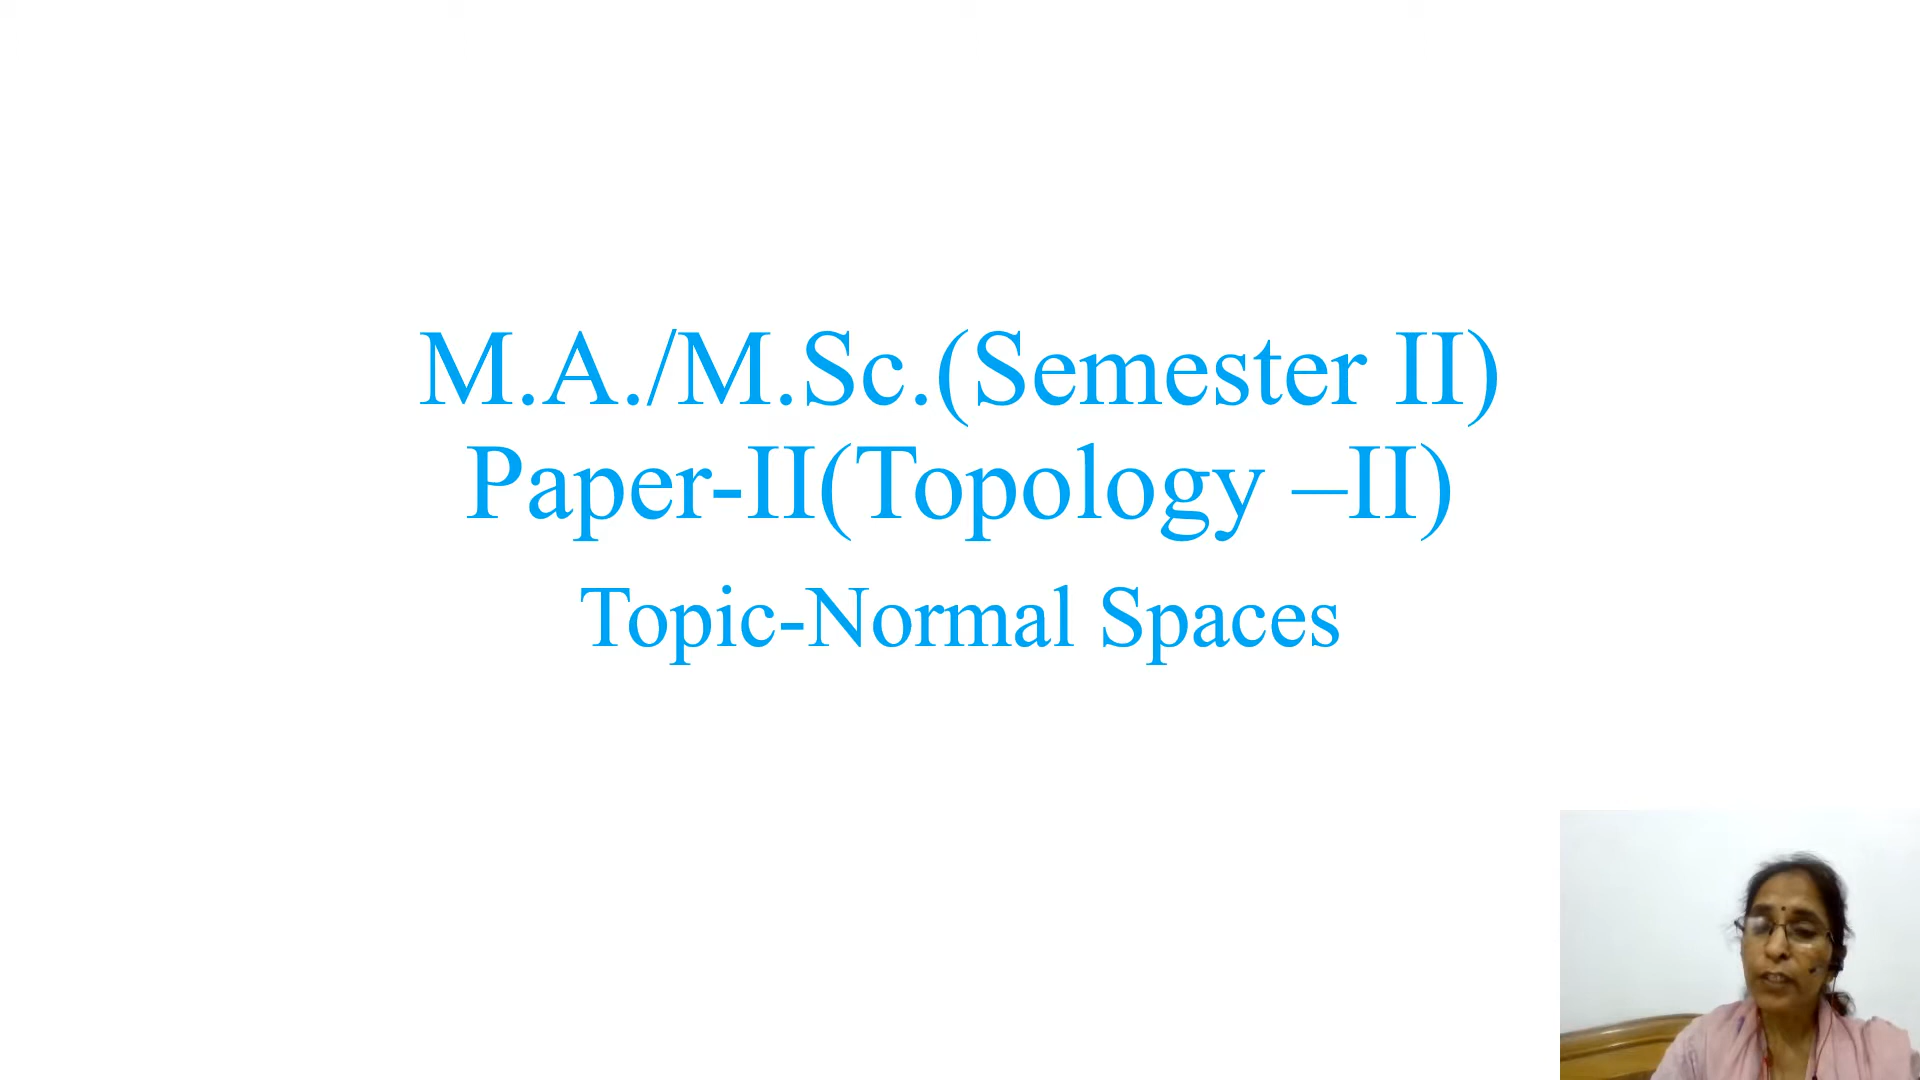 M.A./M.Sc.(Semester II)
Paper-II(Topology –II)
Topic-Normal Spaces